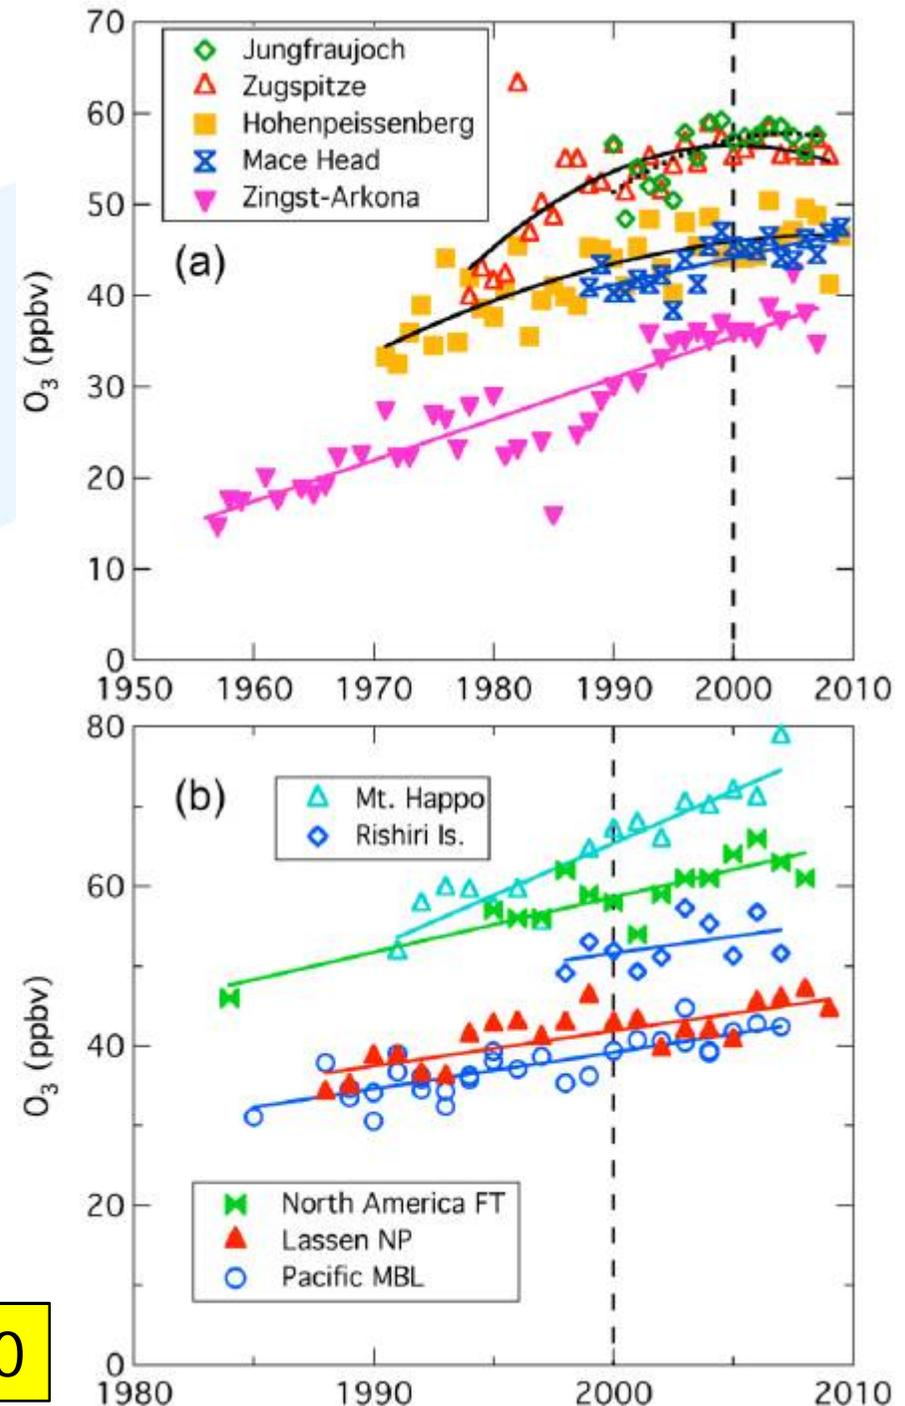 70
Jungfraujoch
Zugspitze
60
Hohenpeissenberg
Mace Head
Zingst-Arkona
50
(a)
40
O3 (ppbv)
30
20
10
0
1950 1960 1970 1980 1990 2000 2010
80
(b)
Mt. Happo
Rishiri Is.
60
O3 (ppbv)
40
North America FT
20
Lassen NP
Pacific MBL
0
0
1980 1990 2000 2010